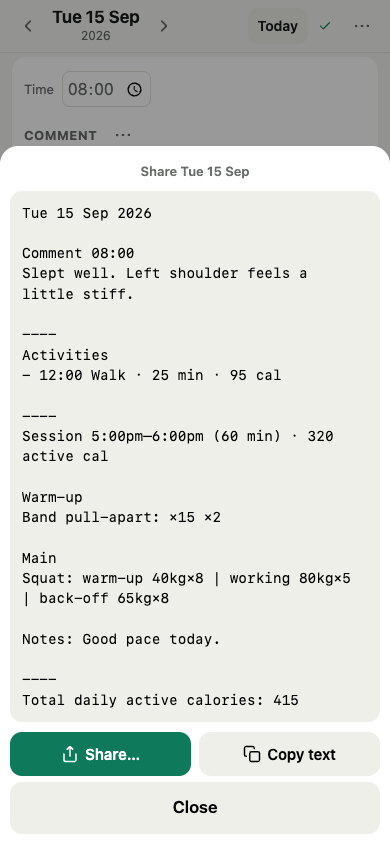 Tue 15 Sep
2026
Today
Time 08:00
COMMENT
Share Tue 15 Sep
Tue 15 Sep 2026
Comment 08:00
Slept well. Left shoulder feels a
little stiff.
————
Activities
– 12:00 Walk · 25 min · 95 cal
————
Session 5:00pm–6:00pm (60 min) · 320
active cal
Warm-up
Band pull-apart: ×15 ×2
Main
Squat: warm-up 40kg×8 | working 80kg×5
| back-off 65kg×8
Notes: Good pace today.
————
Total daily active calories: 415
Share...
Copy text
Close